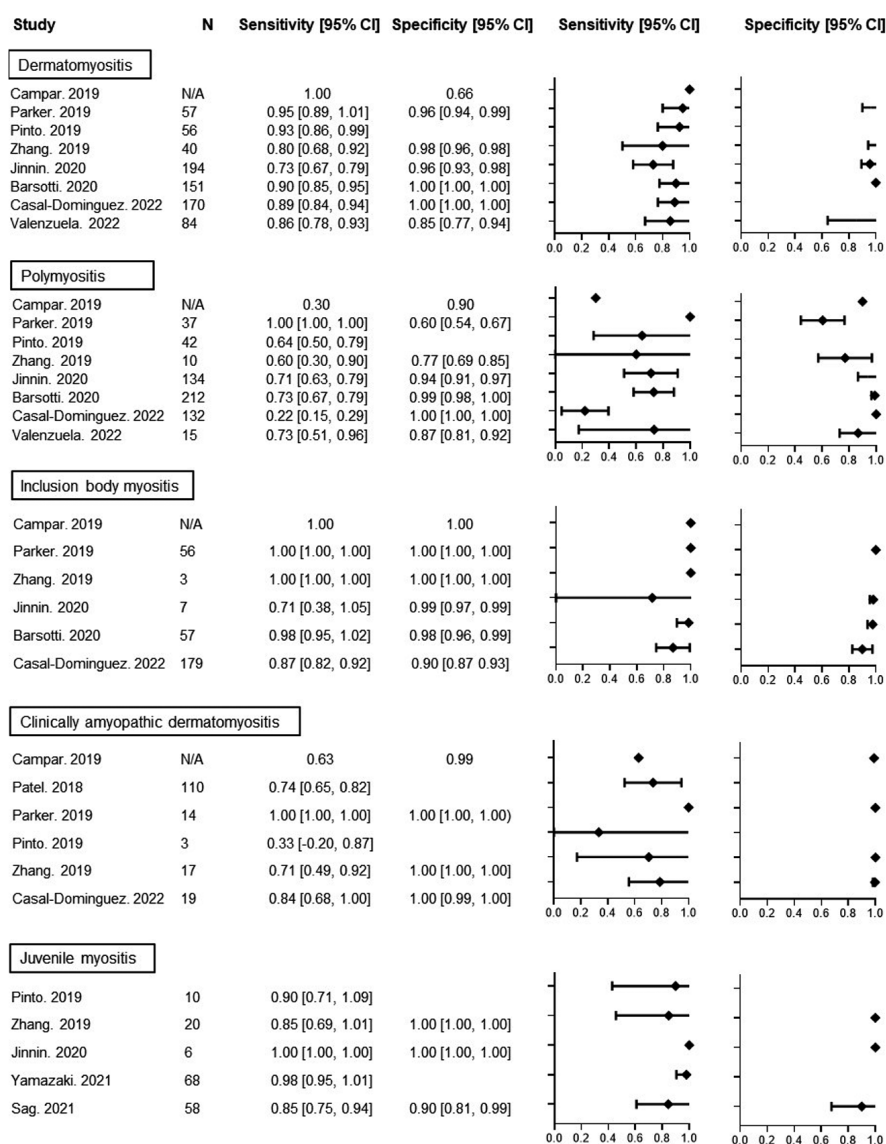 Study N Sensitivity [95% CI] Specificity [95% CI] Sensitivity [95% CI] Specificity [95% CI]
Dermatomyositis
Campar. 2019 N/A 1.00 0.66
Parker. 2019 57 0.95 [0.89, 1.01] 0.96 [0.94, 0.99]
Pinto. 2019 56 0.93 [0.86, 0.99]
Zhang. 2019 40 0.80 [0.68, 0.92] 0.98 [0.96, 0.98]
Jinnin. 2020 194 0.73 [0.67, 0.79] 0.96 [0.93, 0.98]
Barsotti. 2020 151 0.90 [0.85, 0.95] 1.00 [1.00, 1.00]
Casal-Dominguez. 2022 170 0.89 [0.84, 0.94] 1.00 [1.00, 1.00]
Valenzuela. 2022 84 0.86 [0.78, 0.93] 0.85 [0.77, 0.94]
0.0 0.2 0.4 0.6 0.8 1.0 0.0 0.2 0.4 0.6 0.8 1.0
Polymyositis
Campar. 2019 N/A 0.30 0.90
Parker. 2019 37 1.00 [1.00, 1.00] 0.60 [0.54, 0.67]
Pinto. 2019 42 0.64 [0.50, 0.79]
Zhang. 2019 10 0.60 [0.30, 0.90] 0.77 [0.69 0.85]
Jinnin. 2020 134 0.71 [0.63, 0.79] 0.94 [0.91, 0.97]
Barsotti. 2020 212 0.73 [0.67, 0.79] 0.99 [0.98, 1.00]
Casal-Dominguez. 2022 132 0.22 [0.15, 0.29] 1.00 [1.00, 1.00]
Valenzuela. 2022 15 0.73 [0.51, 0.96] 0.87 [0.81, 0.92]
0.0 0.2 0.4 0.6 0.8 1.0 0.0 0.2 0.4 0.6 0.8 1.0
Inclusion body myositis
Campar. 2019 N/A 1.00 1.00
Parker. 2019 56 1.00 [1.00, 1.00] 1.00 [1.00, 1.00]
Zhang. 2019 3 1.00 [1.00, 1.00] 1.00 [1.00, 1.00]
Jinnin. 2020 7 0.71 [0.38, 1.05] 0.99 [0.97, 0.99]
Barsotti. 2020 57 0.98 [0.95, 1.02] 0.98 [0.96, 0.99]
Casal-Dominguez. 2022 179 0.87 [0.82, 0.92] 0.90 [0.87 0.93]
0.0 0.2 0.4 0.6 0.8 1.0 0.0 0.2 0.4 0.6 0.8 1.0
Clinically amyopathic dermatomyositis
Campar. 2019 N/A 0.63 0.99
Patel. 2018 110 0.74 [0.65, 0.82]
Parker. 2019 14 1.00 [1.00, 1.00] 1.00 [1.00, 1.00)
Pinto. 2019 3 0.33 [-0.20, 0.87]
Zhang. 2019 17 0.71 [0.49, 0.92] 1.00 [1.00, 1.00]
Casal-Dominguez. 2022 19 0.84 [0.68, 1.00] 1.00 [0.99, 1.00]
0.0 0.2 0.4 0.6 0.8 1.0 0.0 0.2 0.4 0.6 0.8 1.0
Juvenile myositis
Pinto. 2019 10 0.90 [0.71, 1.09]
Zhang. 2019 20 0.85 [0.69, 1.01] 1.00 [1.00, 1.00]
Jinnin. 2020 6 1.00 [1.00, 1.00] 1.00 [1.00, 1.00]
Yamazaki. 2021 68 0.98 [0.95, 1.01]
Sag. 2021 58 0.85 [0.75, 0.94] 0.90 [0.81, 0.99]
0.0 0.2 0.4 0.6 0.8 1.0 0.0 0.2 0.4 0.6 0.8 1.0